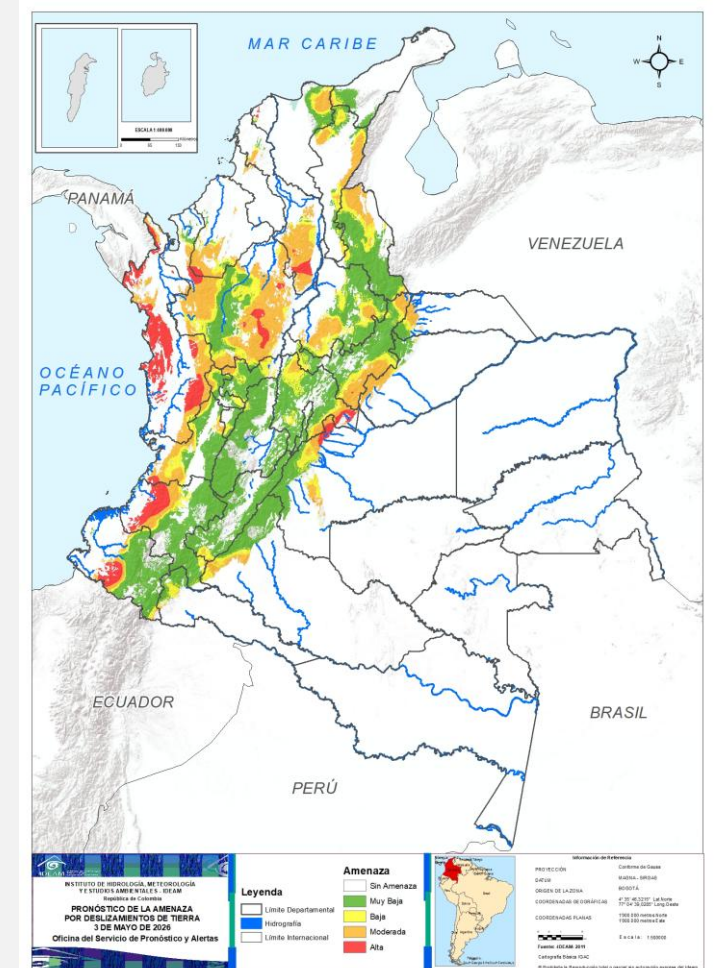 MAR CARIBE
N
W
E
S
PANAMÁ
VENEZUELA
OCÉANO
PACÍFICO
ECUADOR
BRASIL
PERÚ
IDEAM
INSTITUTO DE HIDROLOGÍA, METEOROLOGÍA
Y ESTUDIOS AMBIENTALES - IDEAM
República de Colombia
PRONÓSTICO DE LA AMENAZA
POR DESLIZAMIENTOS DE TIERRA
3 DE MAYO DE 2026
Oficina del Servicio de Pronóstico y Alertas
Leyenda
Límite Departamental
Hidrografía
Límite Internacional
Amenaza
Sin Amenaza
Muy Baja
Baja
Moderada
Alta
Información de Referencia
PROYECCIÓN
Conforme de Gauss
DATUM
MAGNA - SIRGAS
ORIGEN DE LA ZONA
BOGOTÁ
COORDENADAS GEOGRÁFICAS
COORDENADAS PLANAS
Fuente: IDEAM 2011
Cartografía Básica IGAC